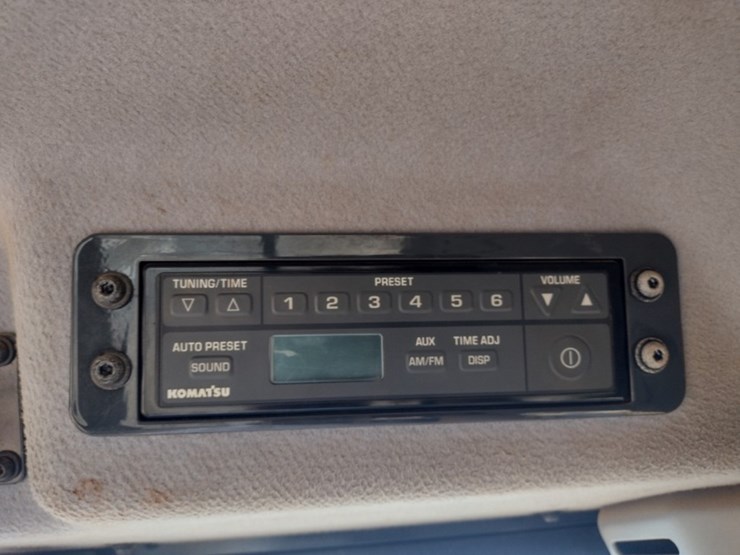 TUNING/TIME PRESET VOLUME
1 2 3 4 5 6
AUTO PRESET AUX TIME ADJ
SOUND AM/FM DISP
KOMATSU